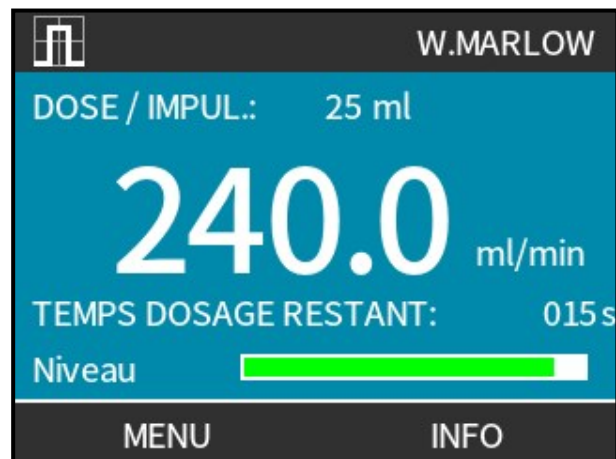 W.MARLOW
DOSE / IMPUL.: 25 ml
240.0 ml/min
TEMPS DOSAGE RESTANT: 015 s
Niveau
MENU INFO